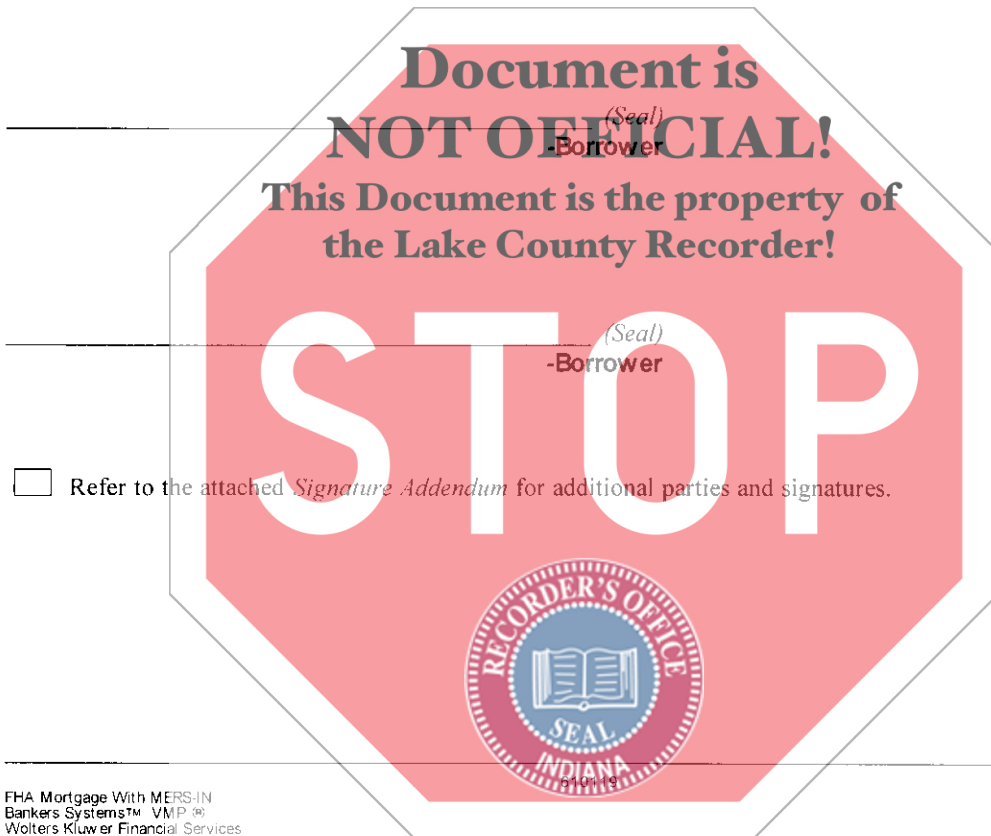 Document is
(Seal)
NOT OFFICIAL!
-Borrower
This Document is the property of
the Lake County Recorder!
STOP
(Seal)
-Borrower
Refer to the attached Signature Addendum for additional parties and signatures.
RECORDER'S OFFICE
SEAL
INDIANA
610119
FHA Mortgage With MERS-IN
Bankers Systems™ VMP ®
Wolters Kluwer Financial Services